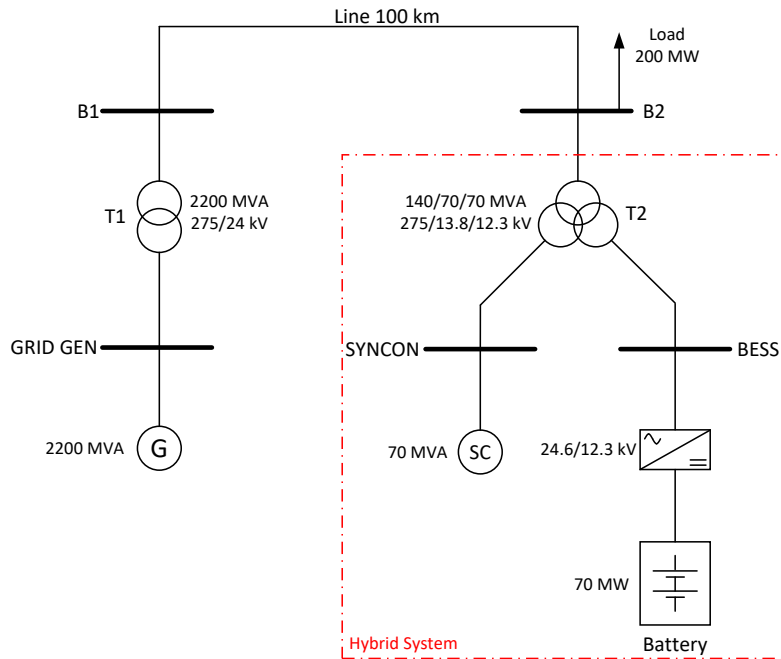 Line 100 km
Load
200 MW
B1
B2
2200 MVA
275/24 kV
T1
140/70/70 MVA
275/13.8/12.3 kV
T2
GRID GEN
SYNCON
BESS
2200 MVA
G
70 MVA
SC
24.6/12.3 kV
70 MW
Hybrid System
Battery